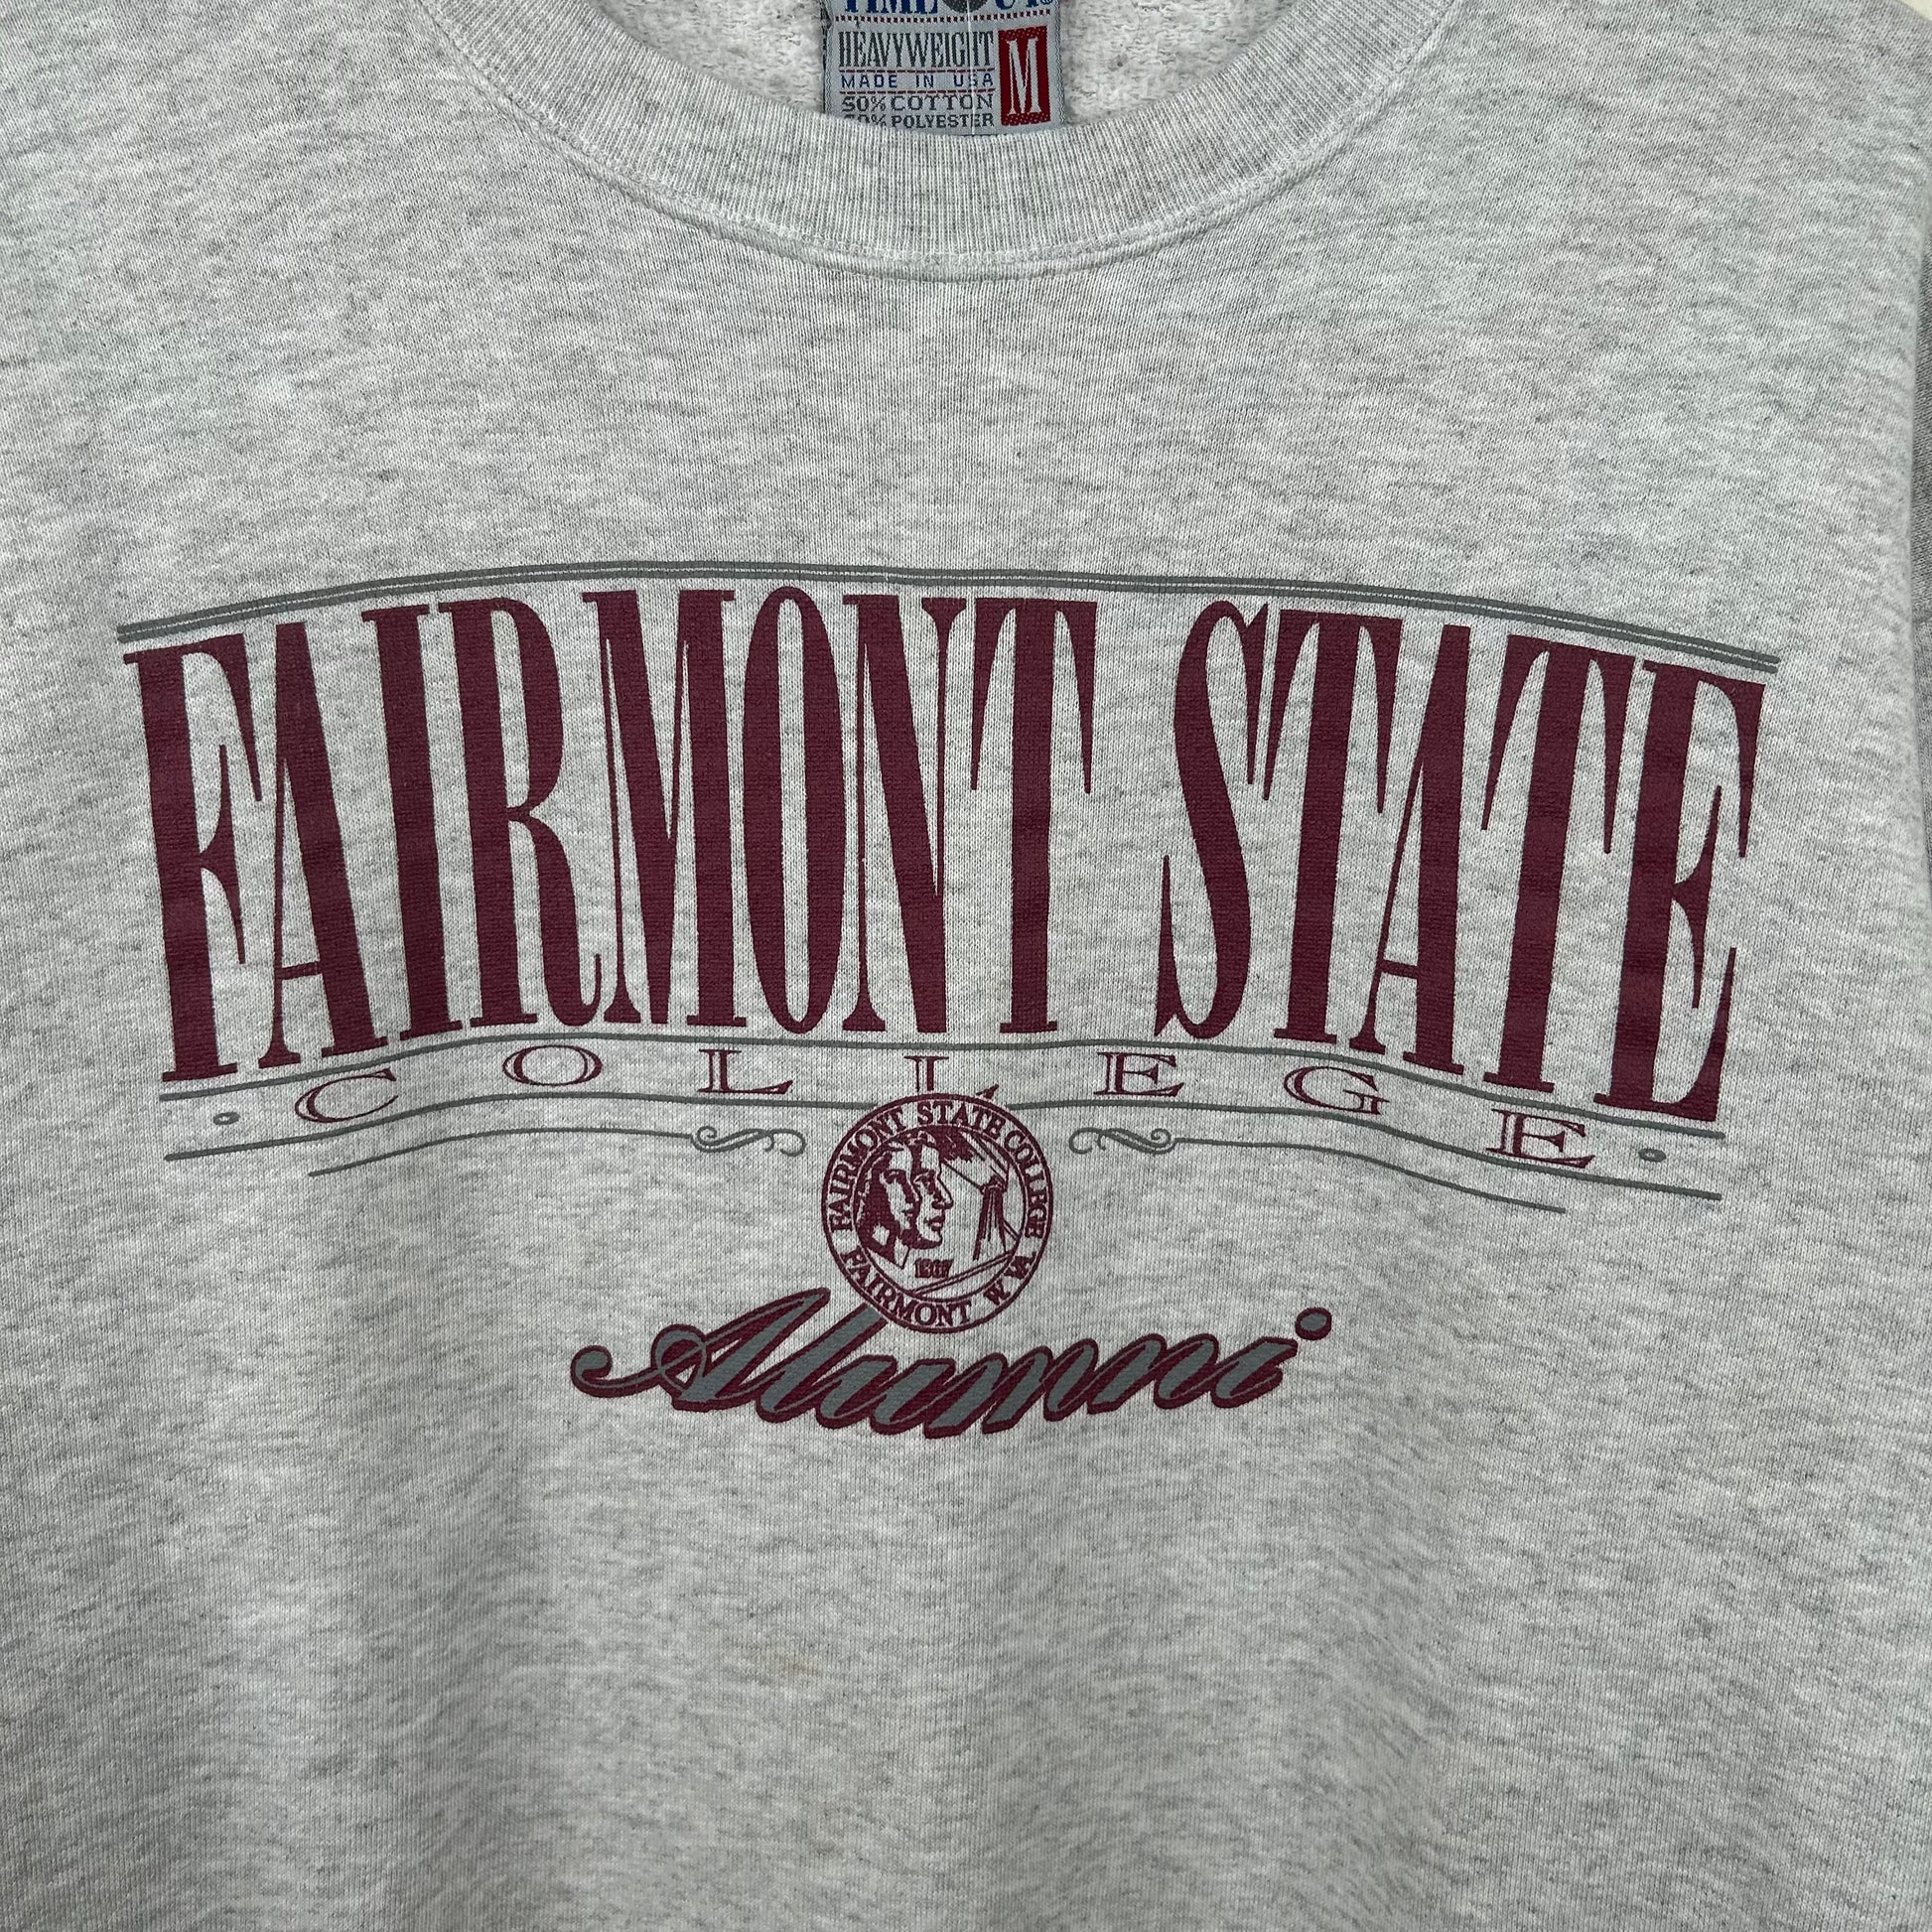 TIME OUT®
HEAVYWEIGHT
MADE IN USA
50% COTTON
50% POLYESTER
M
FAIRMONT STATE
COLLEGE
FAIRMONT STATE COLLEGE
1867
FAIRMONT W VA
Alumni